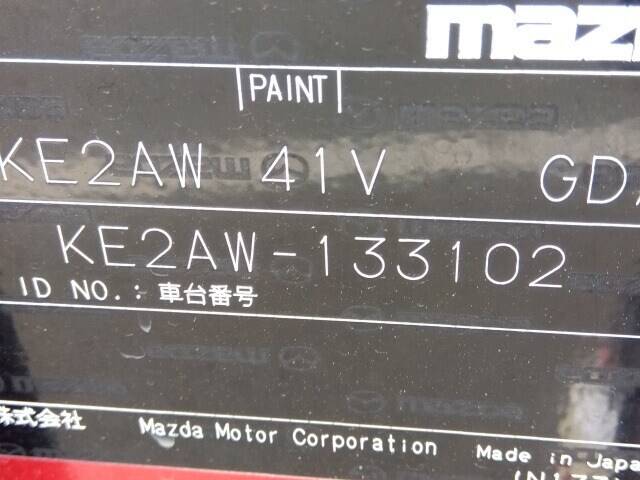 mazda
PAINT
KE2AW 41V GD
KE2AW-133102
ID NO.: 車台番号
株式会社 Mazda Motor Corporation Made in Japa